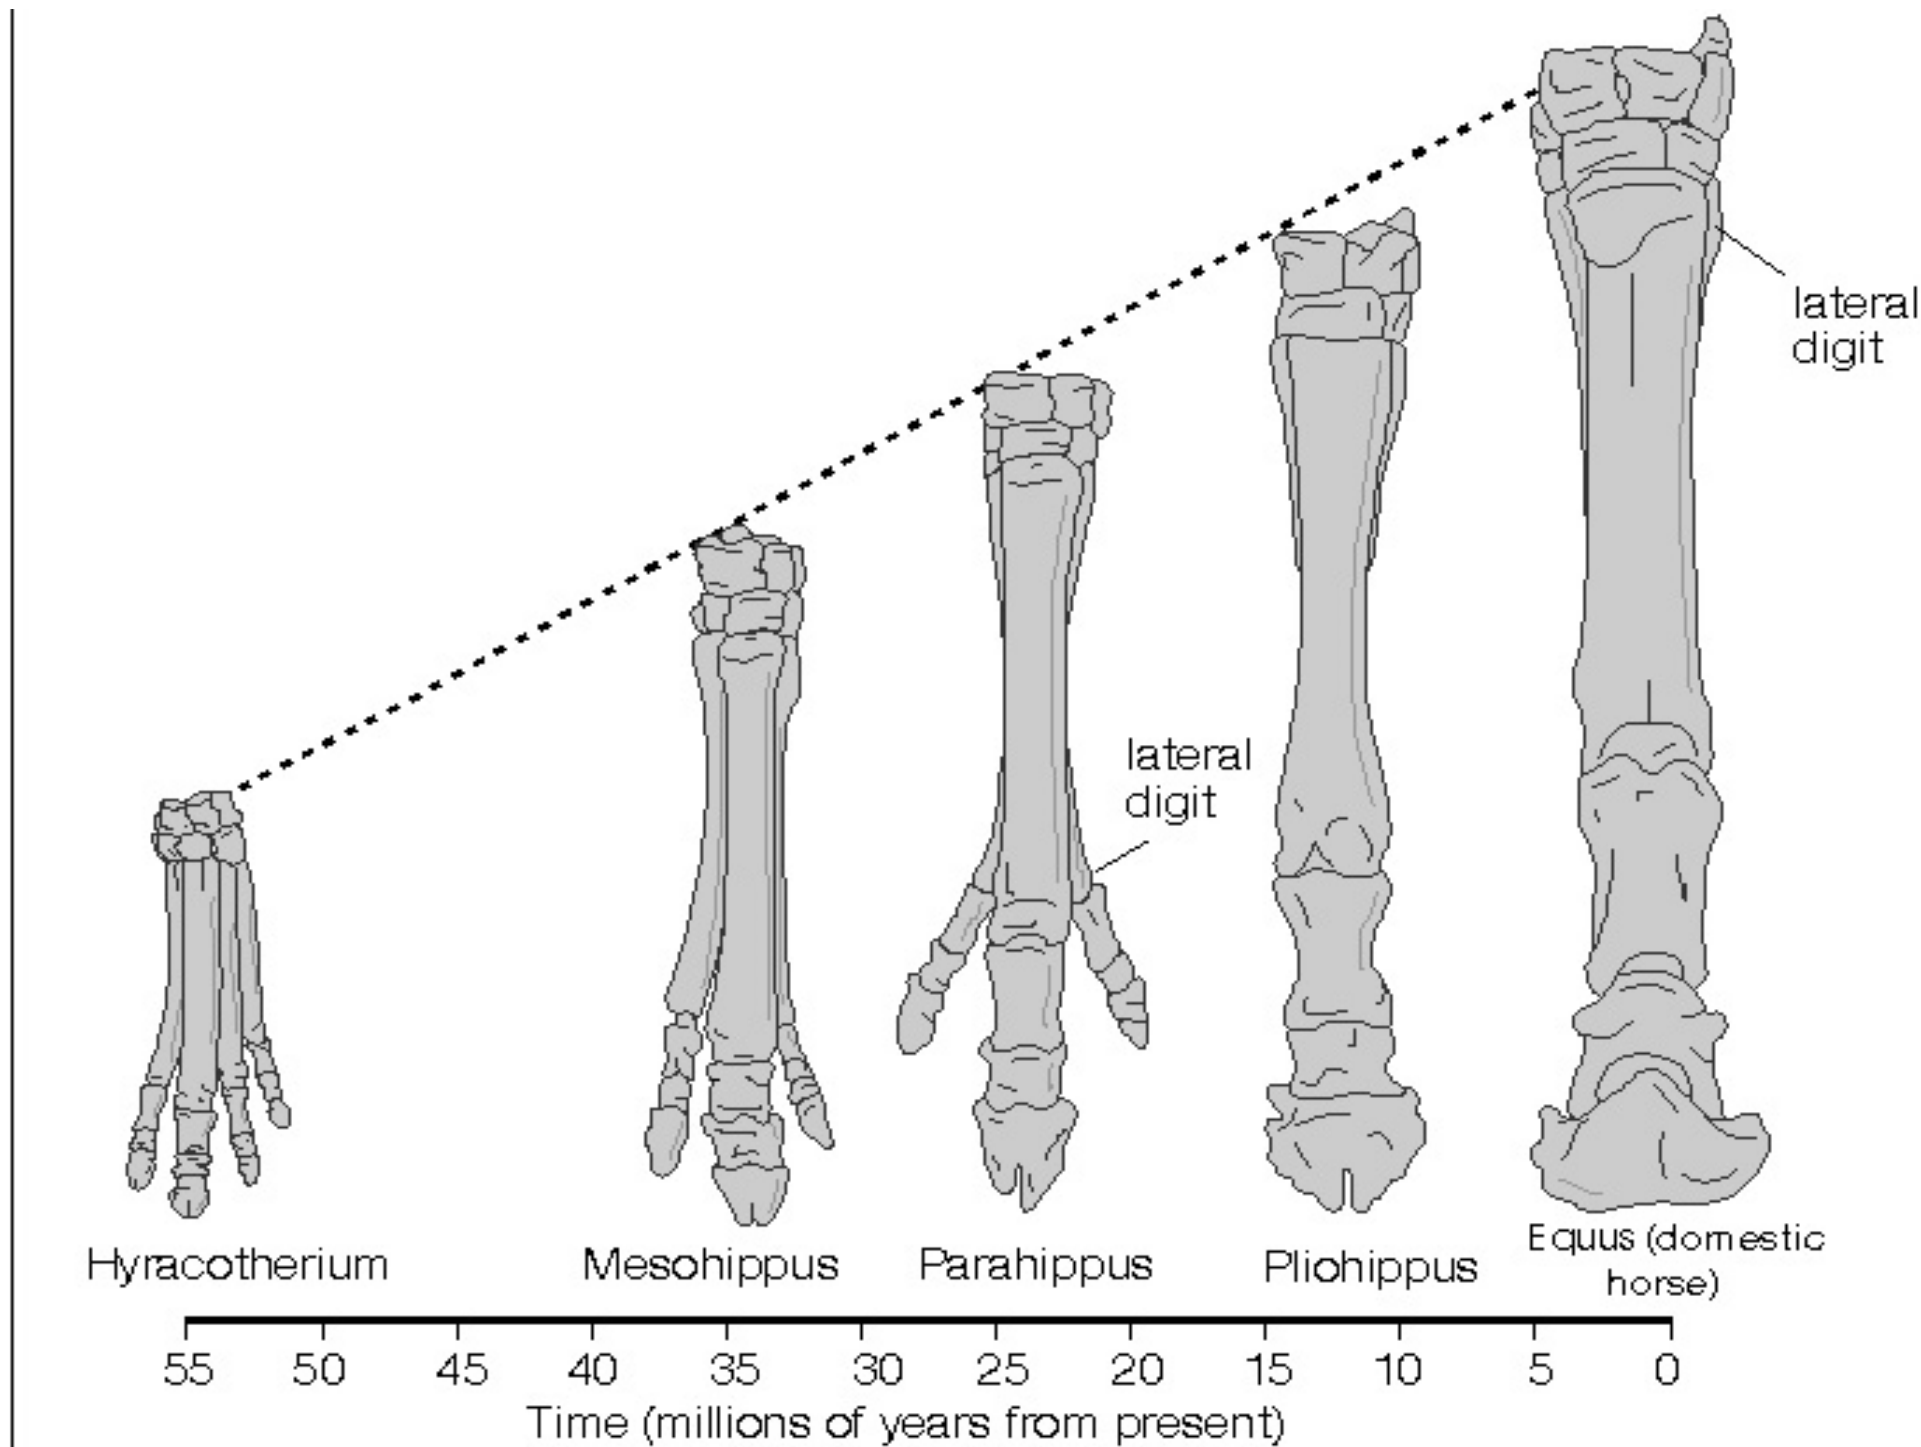 lateral
digit
lateral
digit
Hyracotherium
Mesohippus
Parahippus
Pliohippus
Equus (domestic
horse)
55 50 45 40 35 30 25 20 15 10 5 0
Time (millions of years from present)